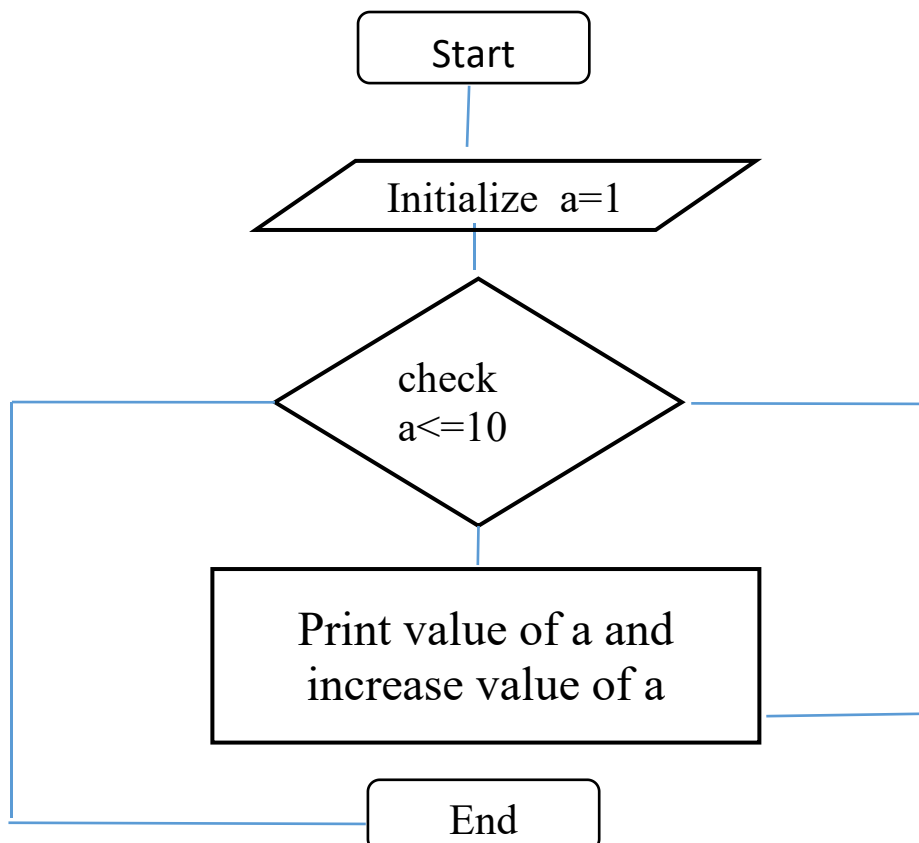 Start
Initialize a=1
check
a<=10
Print value of a and
increase value of a
End